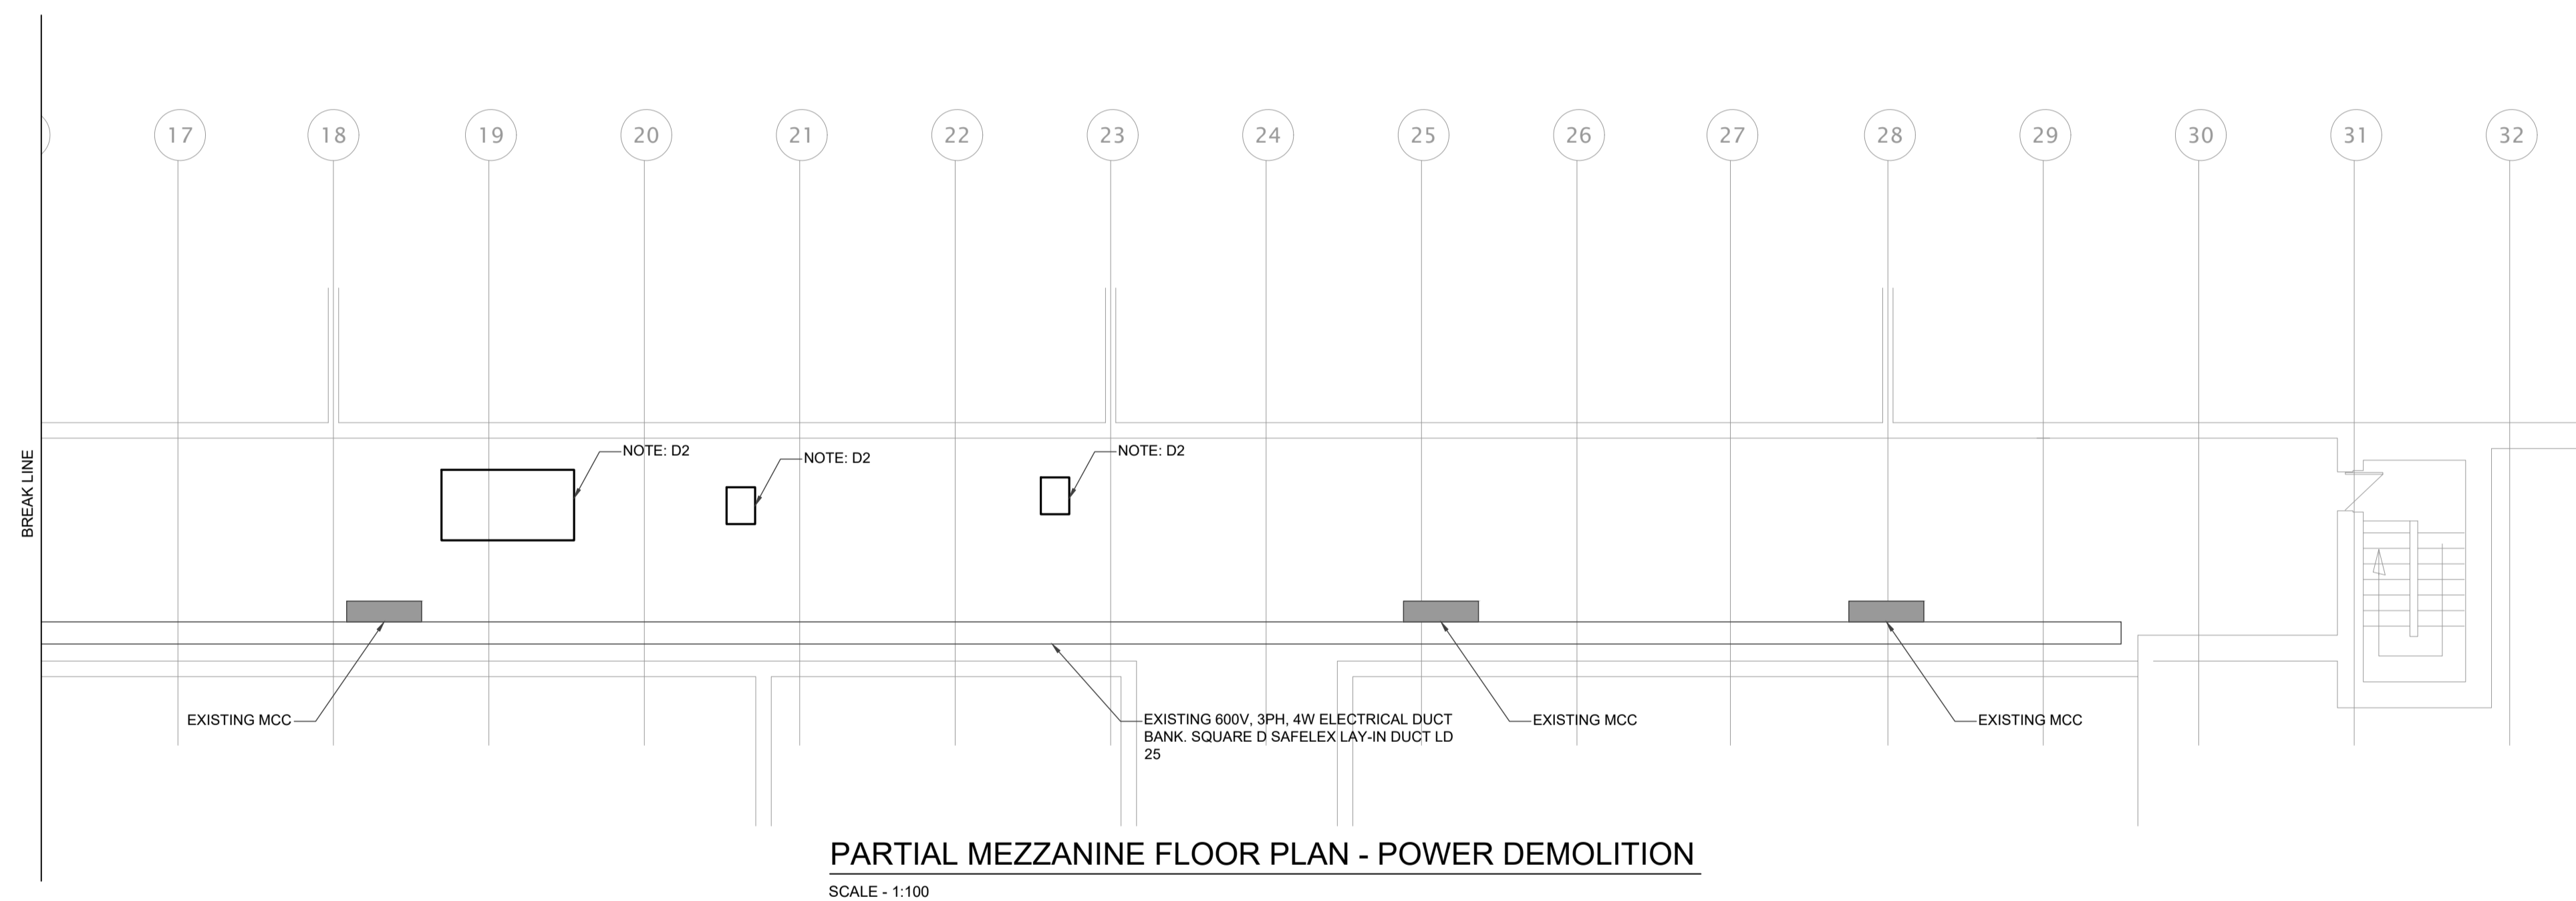 17 18 19 20 21 22 23 24 25 26 27 28 29 30 31 32
BREAK LINE
NOTE: D2
NOTE: D2
NOTE: D2
EXISTING MCC
EXISTING 600V, 3PH, 4W ELECTRICAL DUCT
BANK. SQUARE D SAFELEX LAY-IN DUCT LD
25
EXISTING MCC
EXISTING MCC
PARTIAL MEZZANINE FLOOR PLAN - POWER DEMOLITION
SCALE - 1:100